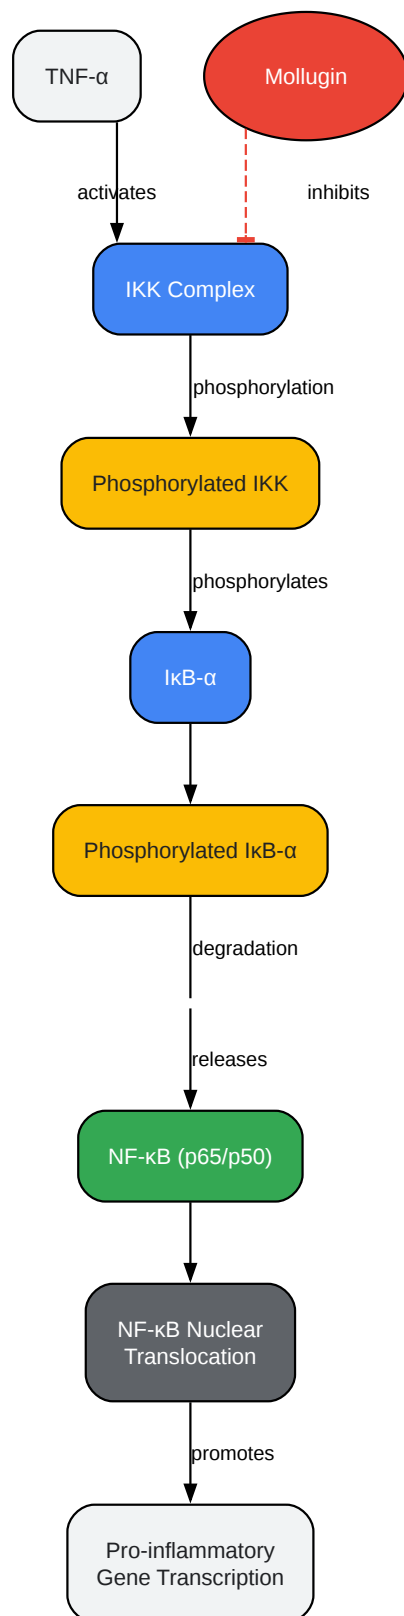 TNF-α
Mollugin
activates
inhibits
IKK Complex
phosphorylation
Phosphorylated IKK
phosphorylates
IκB-α
Phosphorylated IκB-α
degradation
releases
NF-κB (p65/p50)
NF-κB Nuclear
Translocation
promotes
Pro-inflammatory
Gene Transcription